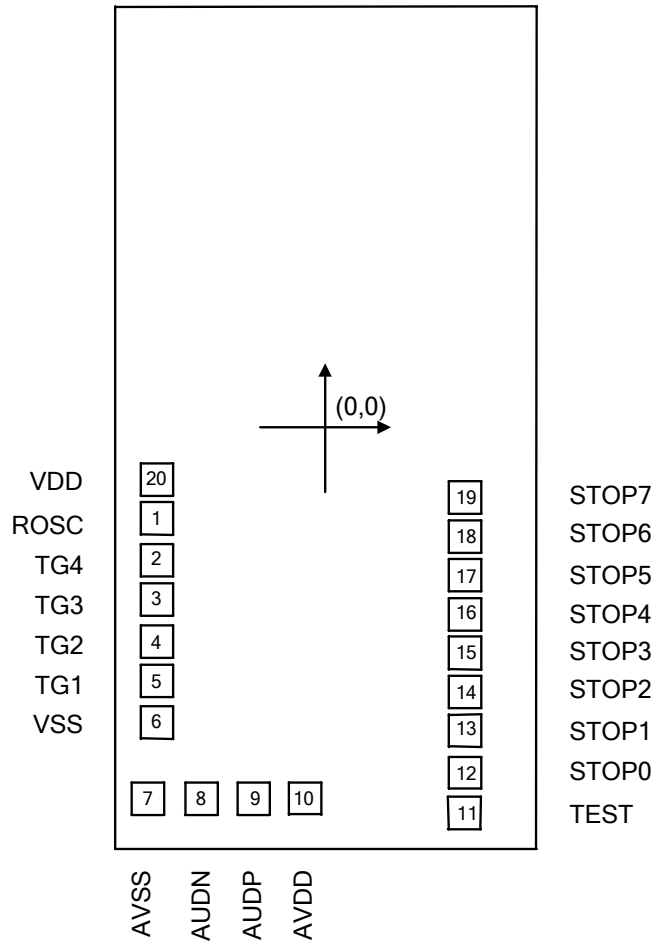 (0,0)
VDD 20
ROSC 1
TG4 2
TG3 3
TG2 4
TG1 5
VSS 6
19 STOP7
18 STOP6
17 STOP5
16 STOP4
15 STOP3
14 STOP2
13 STOP1
12 STOP0
11 TEST
7 8 9 10
AVSS
AUDN
AUDP
AVDD